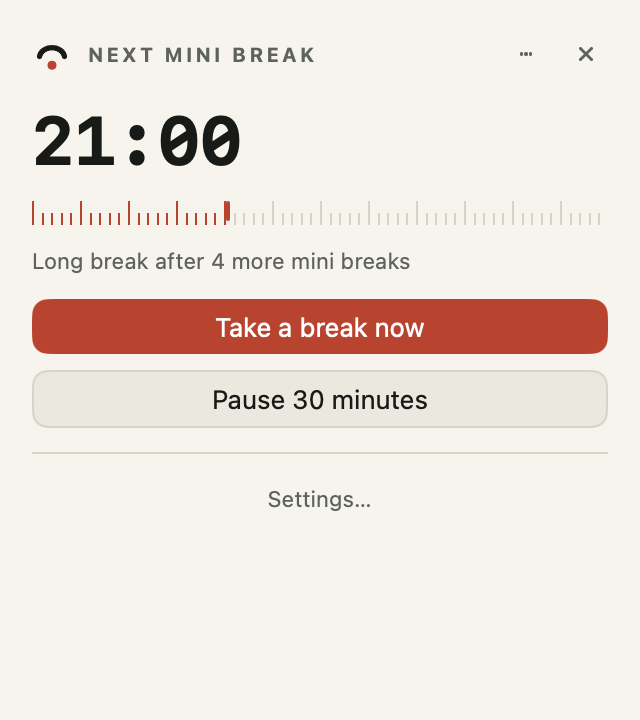 NEXT MINI BREAK
21:00
Long break after 4 more mini breaks
Take a break now
Pause 30 minutes
Settings…